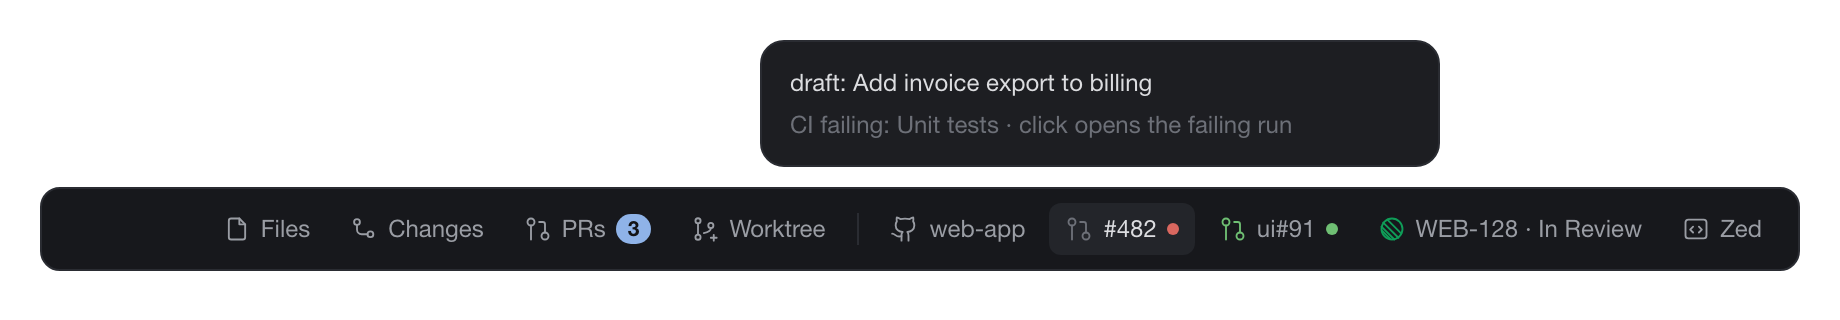 draft: Add invoice export to billing
CI failing: Unit tests · click opens the failing run
Files Changes PRs 3 Worktree web-app #482 ui#91 WEB-128 · In Review Zed